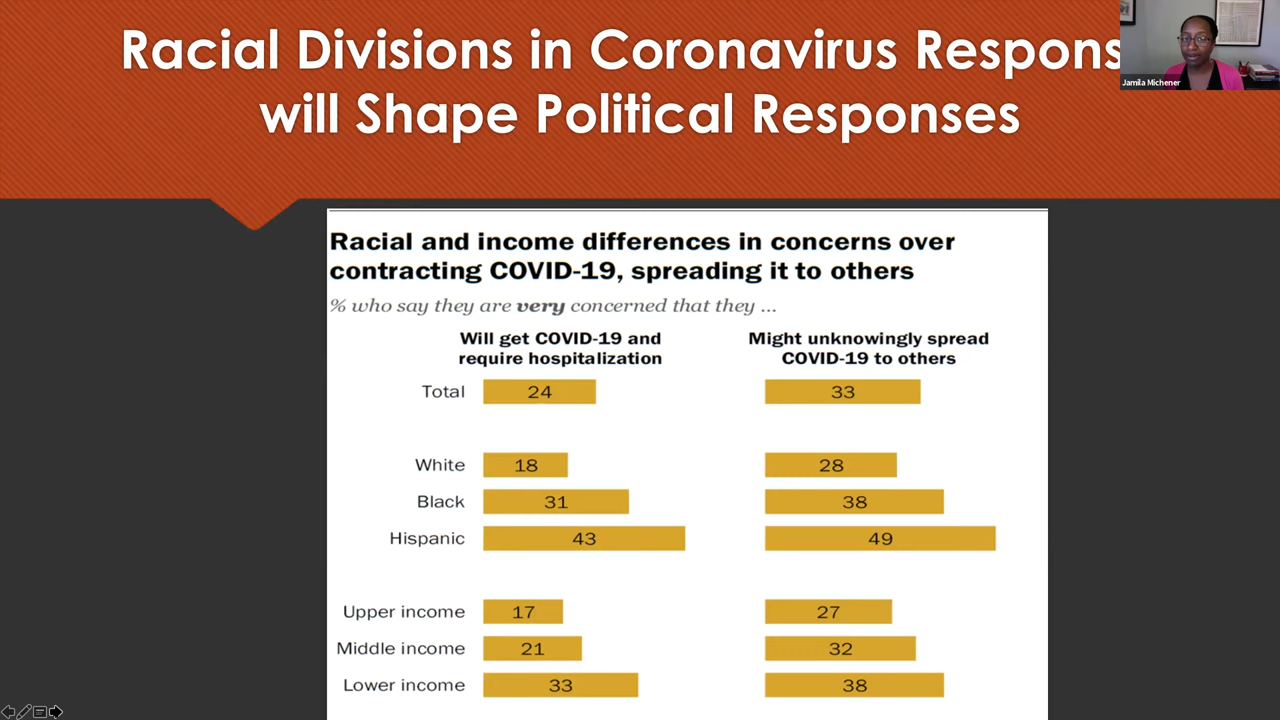 Racial Divisions in Coronavirus Respons
will Shape Political Responses
Jamila Michener
Racial and income differences in concerns over
contracting COVID-19, spreading it to others
% who say they are very concerned that they ...
Will get COVID-19 and
require hospitalization
Might unknowingly spread
COVID-19 to others
Total 24 33
White 18 28
Black 31 38
Hispanic 43 49
Upper income 17 27
Middle income 21 32
Lower income 33 38